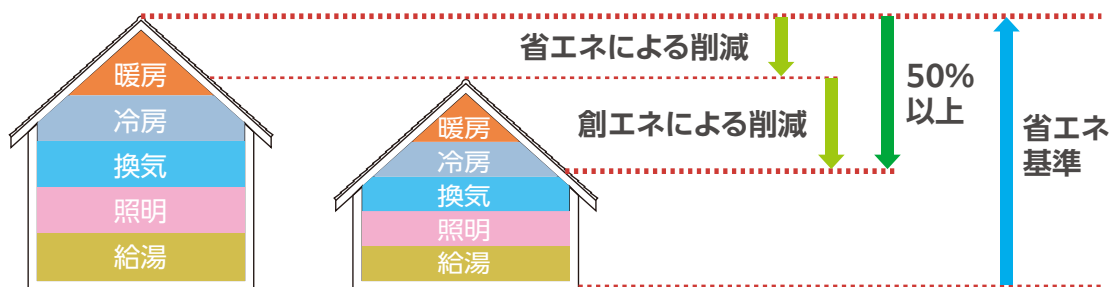 暖房
冷房
換気
照明
給湯
暖房
冷房
換気
照明
給湯
省エネによる削減
創エネによる削減
50%
以上
省エネ
基準